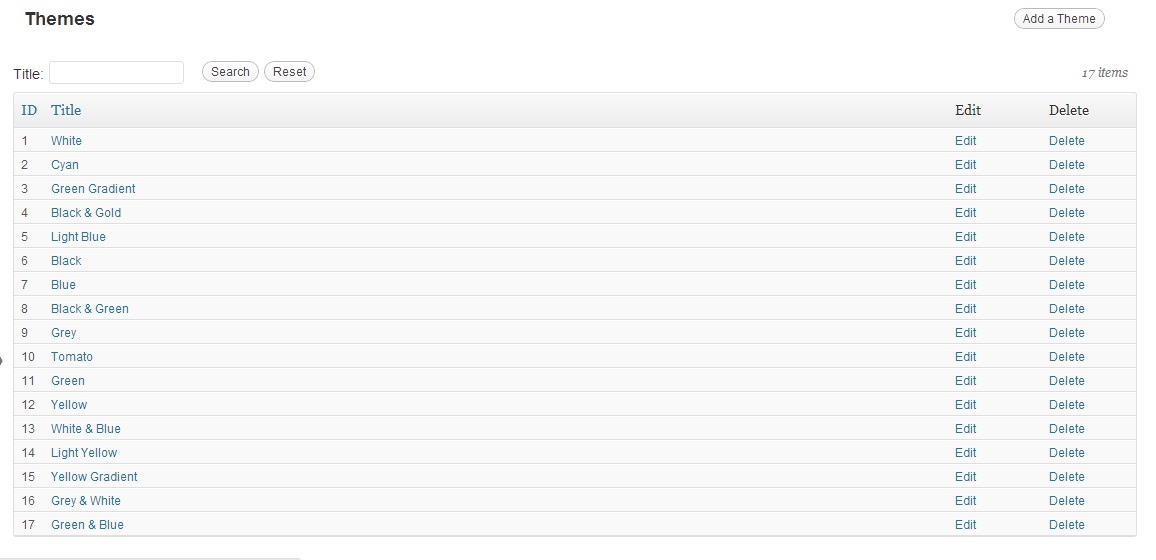 Themes
Add a Theme
Title: Search Reset 17 items
ID Title Edit Delete
1 White Edit Delete
2 Cyan Edit Delete
3 Green Gradient Edit Delete
4 Black & Gold Edit Delete
5 Light Blue Edit Delete
6 Black Edit Delete
7 Blue Edit Delete
8 Black & Green Edit Delete
9 Grey Edit Delete
10 Tomato Edit Delete
11 Green Edit Delete
12 Yellow Edit Delete
13 White & Blue Edit Delete
14 Light Yellow Edit Delete
15 Yellow Gradient Edit Delete
16 Grey & White Edit Delete
17 Green & Blue Edit Delete